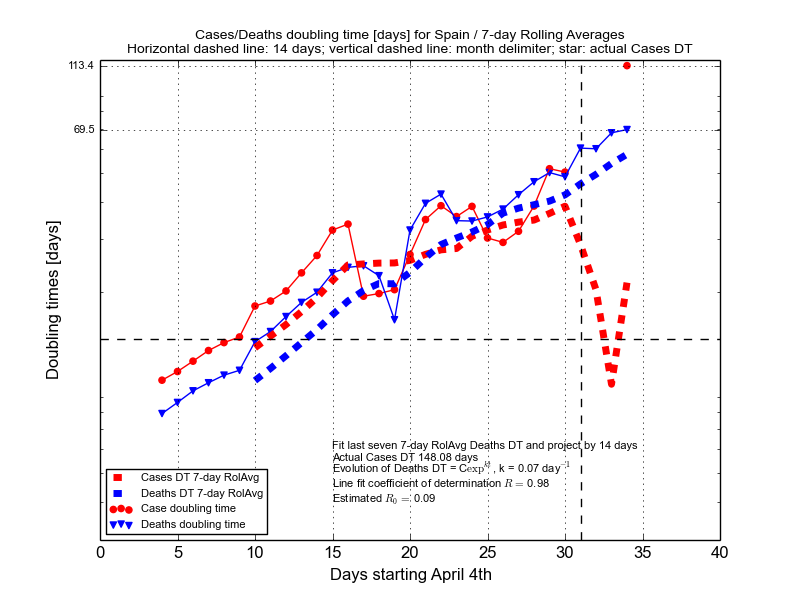 Cases/Deaths doubling time [days] for Spain / 7-day Rolling Averages
Horizontal dashed line: 14 days; vertical dashed line: month delimiter; star: actual Cases DT
113.4
69.5
Doubling times [days]
Fit last seven 7-day RolAvg Deaths DT and project by 14 days
Actual Cases DT 148.08 days
Evolution of Deaths DT = Cexp^{kt}, k = 0.07 day^{-1}
Line fit coefficient of determination R = 0.98
Estimated R_0 = 0.09
Cases DT 7-day RolAvg
Deaths DT 7-day RolAvg
Case doubling time
Deaths doubling time
0 5 10 15 20 25 30 35 40
Days starting April 4th